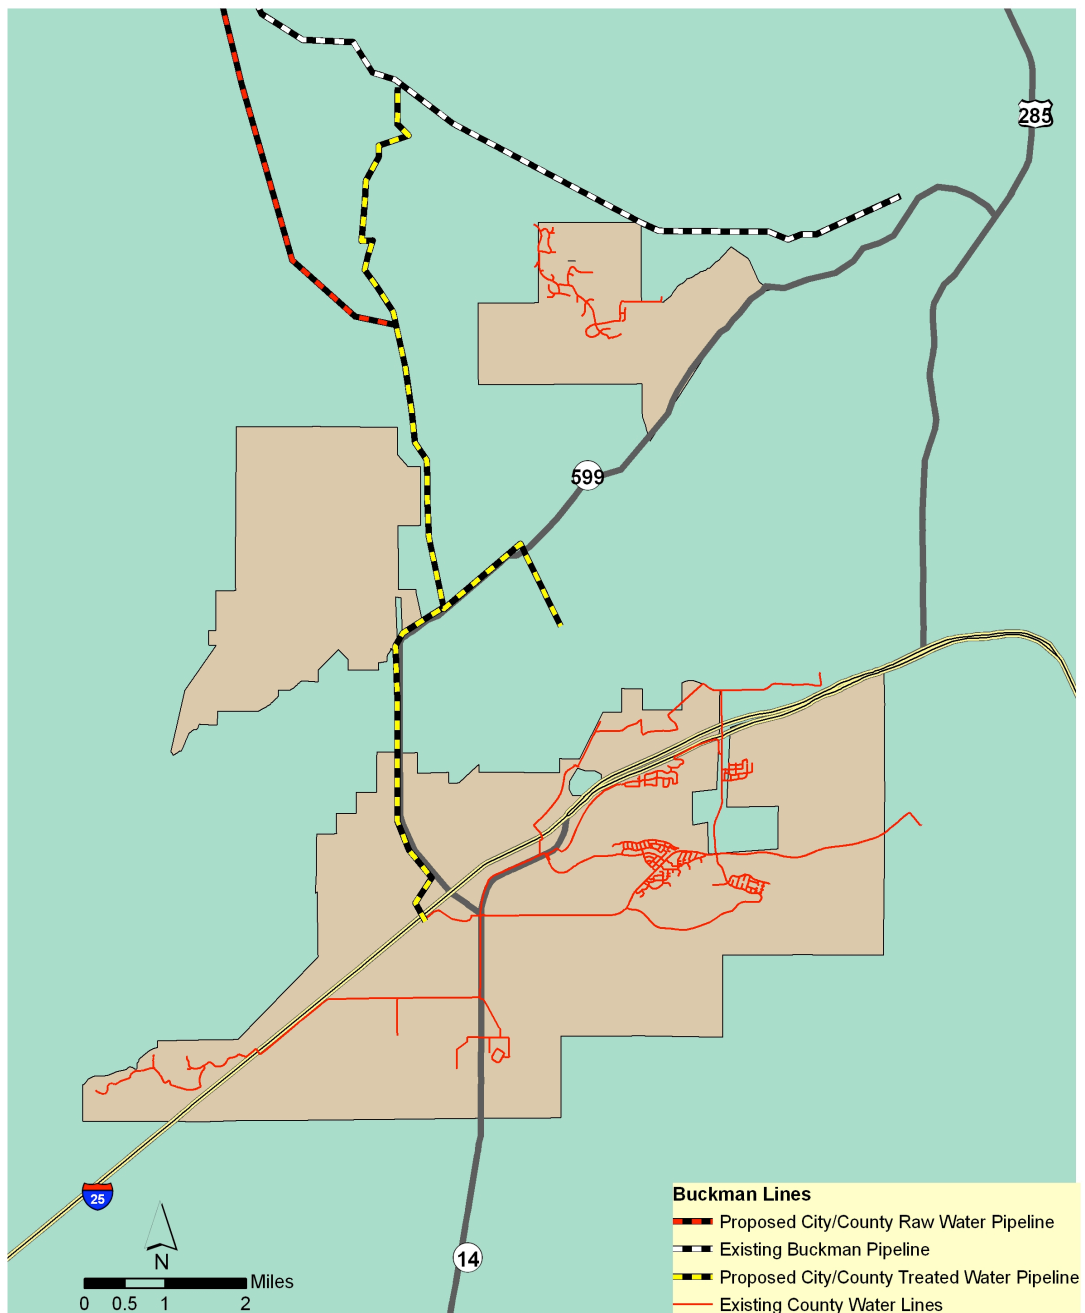 285
599
25
14
N
Miles
0 0.5 1 2
Buckman Lines
Proposed City/County Raw Water Pipeline
Existing Buckman Pipeline
Proposed City/County Treated Water Pipeline
Existing County Water Lines